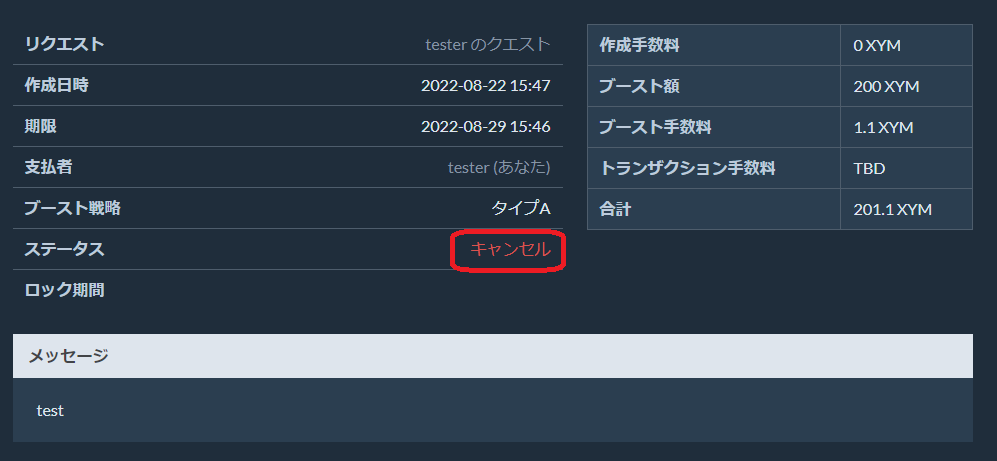 リクエスト tester のクエスト
作成日時 2022-08-22 15:47
期限 2022-08-29 15:46
支払者 tester (あなた)
ブースト戦略 タイプA
ステータス キャンセル
ロック期間
作成手数料 0 XYM
ブースト額 200 XYM
ブースト手数料 1.1 XYM
トランザクション手数料 TBD
合計 201.1 XYM
メッセージ
test